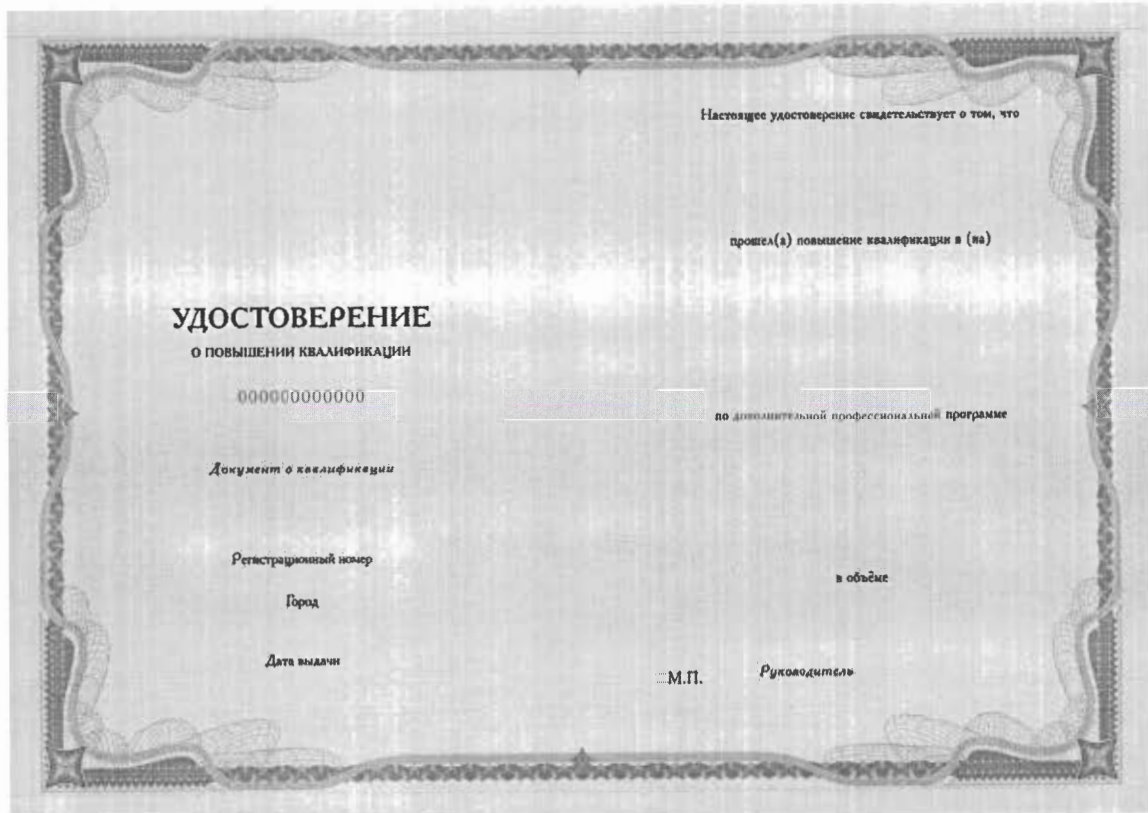 УДОСТОВЕРЕНИЕ
О ПОВЫШЕНИИ КВАЛИФИКАЦИИ
000000000000
Документ о квалификации
Регистрационный номер
Город
Дата выдачи
Настоящее удостоверение свидетельствует о том, что
прошел(а) повышение квалификации в (на)
по дополнительной профессиональной программе
в объёме
М.П.
Руководитель